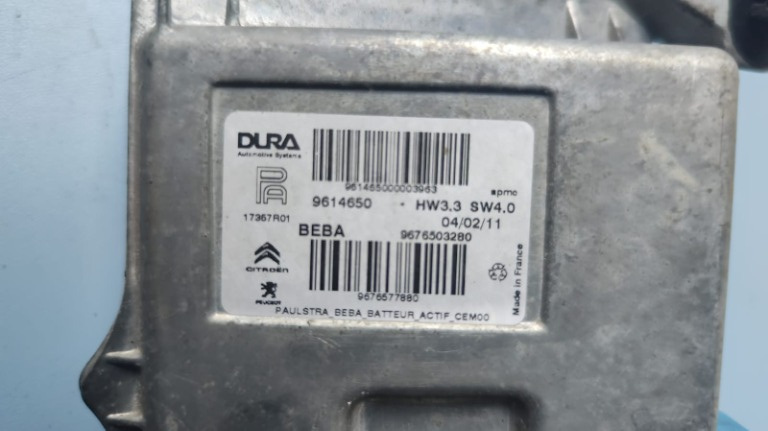 DURA
Automotive Systems
961465000003963
PA
9614650 - HW3.3 SW4.0
17367R01
04/02/11
BEBA 9676503280
CITROËN
9676577880
PEUGEOT
Made in France
PAULSTRA_BEBA_BATTEUR_ACTIF_CEM00